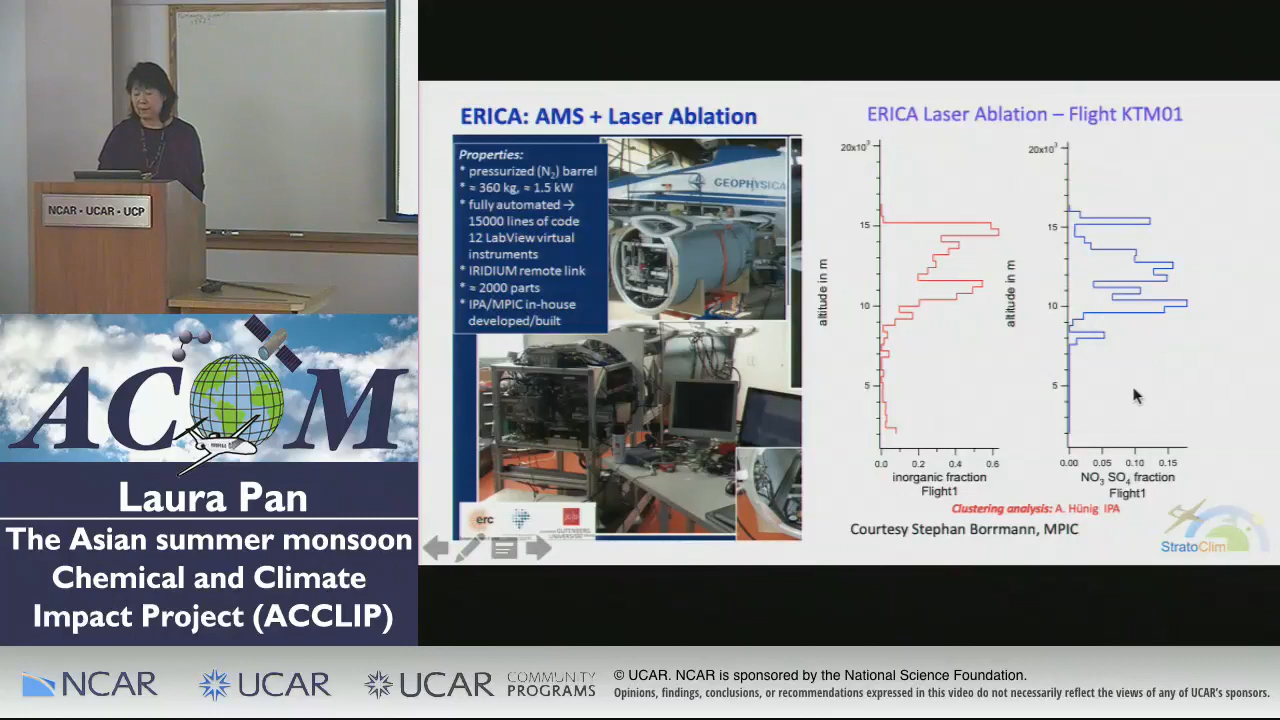 NCAR • UCAR • UCP
ACOM
Laura Pan
The Asian summer monsoon
Chemical and Climate
Impact Project (ACCLIP)
ERICA: AMS + Laser Ablation
Properties:
* pressurized (N2) barrel
* ≈ 360 kg, ≈ 1.5 kW
* fully automated →
15000 lines of code
12 LabView virtual
instruments
* IRIDIUM remote link
* ≈ 2000 parts
* IPA/MPIC in-house
developed/built
GEOPHYSICA
erc
ERICA Laser Ablation – Flight KTM01
20x10³
15
10
5
altitude in m
0.0 0.2 0.4 0.6
inorganic fraction
Flight1
20x10³
15
10
5
altitude in m
0.00 0.05 0.10 0.15
NO3 SO4 fraction
Flight1
Clustering analysis: A. Hünig IPA
Courtesy Stephan Borrmann, MPIC
StratoClim
NCAR
UCAR
UCAR
COMMUNITY
PROGRAMS
© UCAR. NCAR is sponsored by the National Science Foundation.
Opinions, findings, conclusions, or recommendations expressed in this video do not necessarily reflect the views of any of UCAR's sponsors.